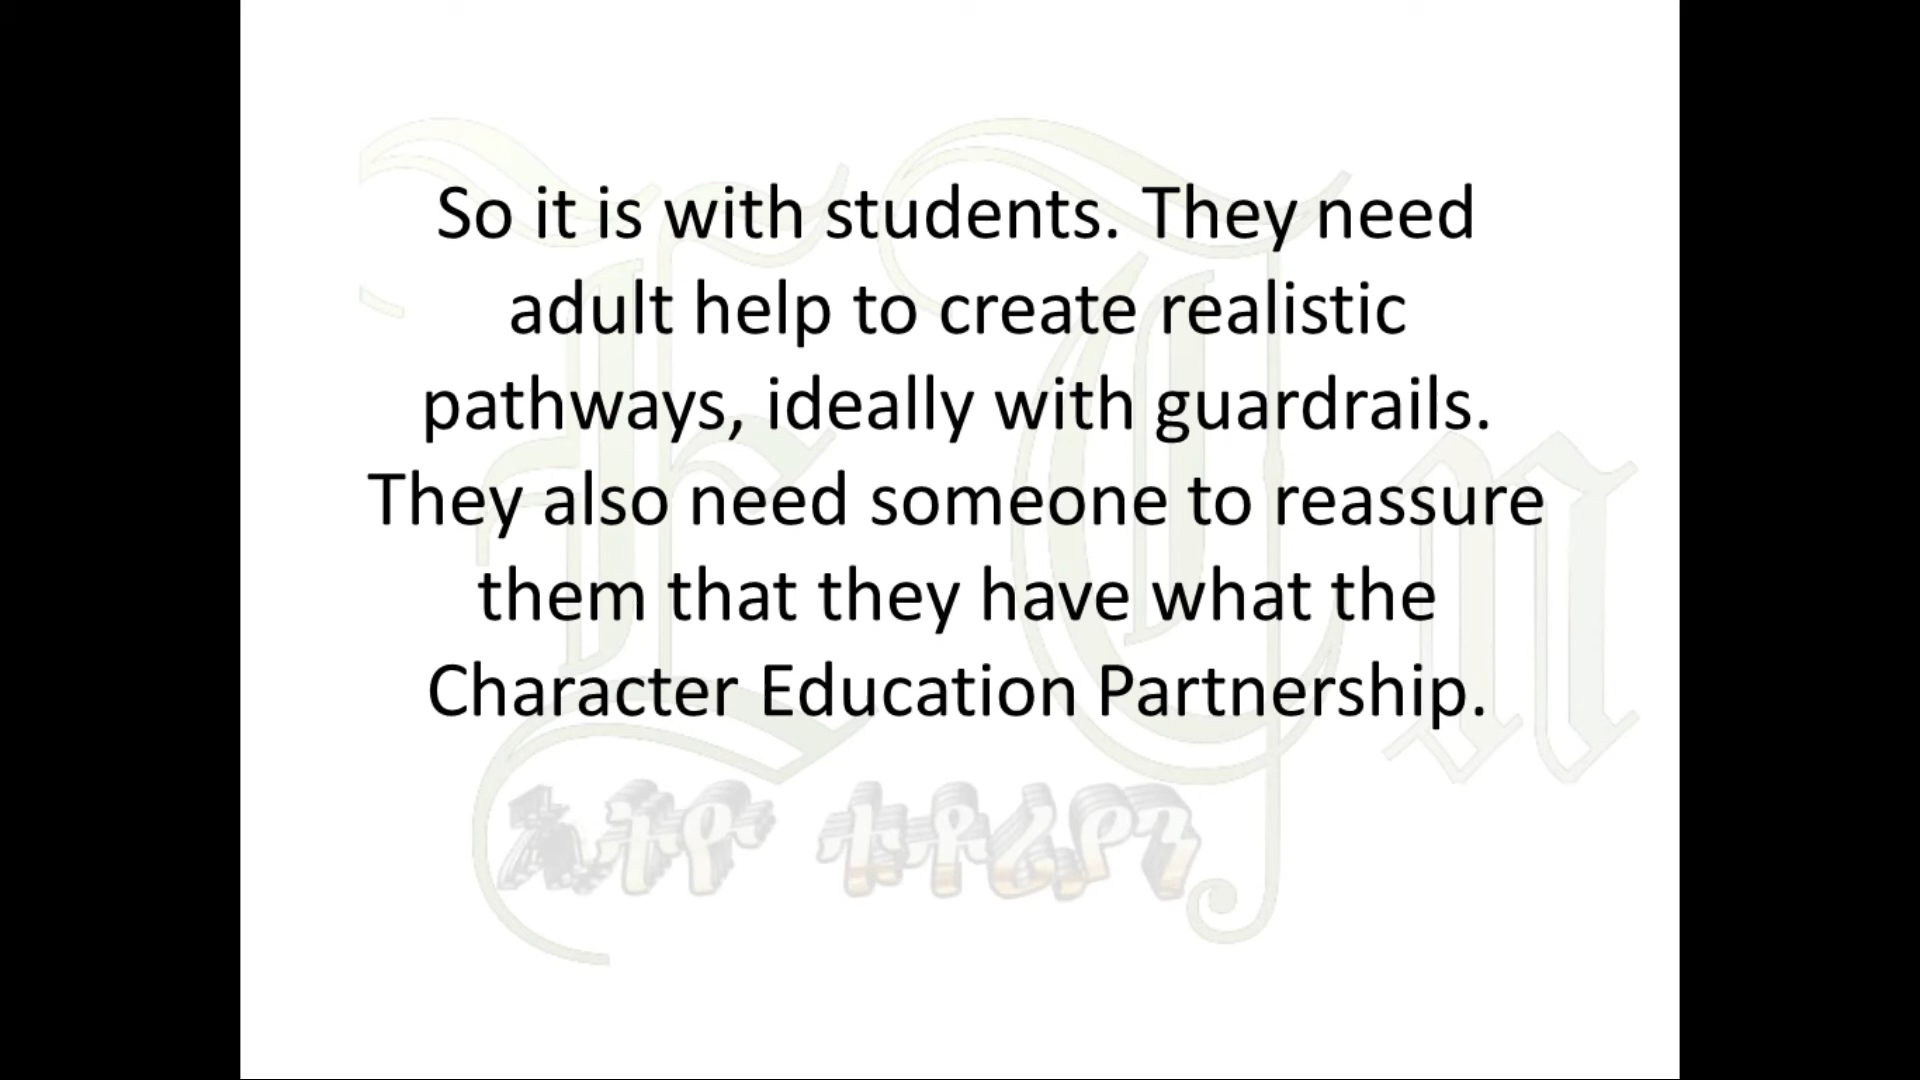 So it is with students. They need
adult help to create realistic
pathways, ideally with guardrails.
They also need someone to reassure
them that they have what the
Character Education Partnership.